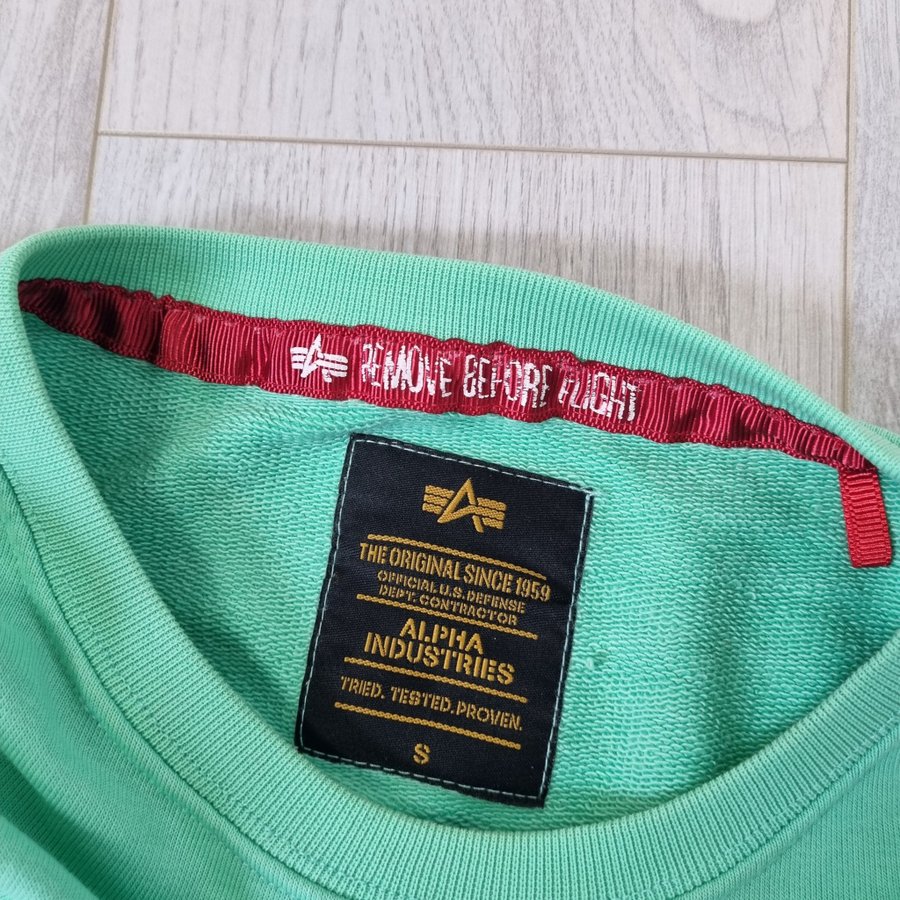 REMOVE BEFORE FLIGHT
THE ORIGINAL SINCE 1959
OFFICIAL U.S. DEFENSE
DEPT. CONTRACTOR
ALPHA
INDUSTRIES
TRIED. TESTED. PROVEN.
S